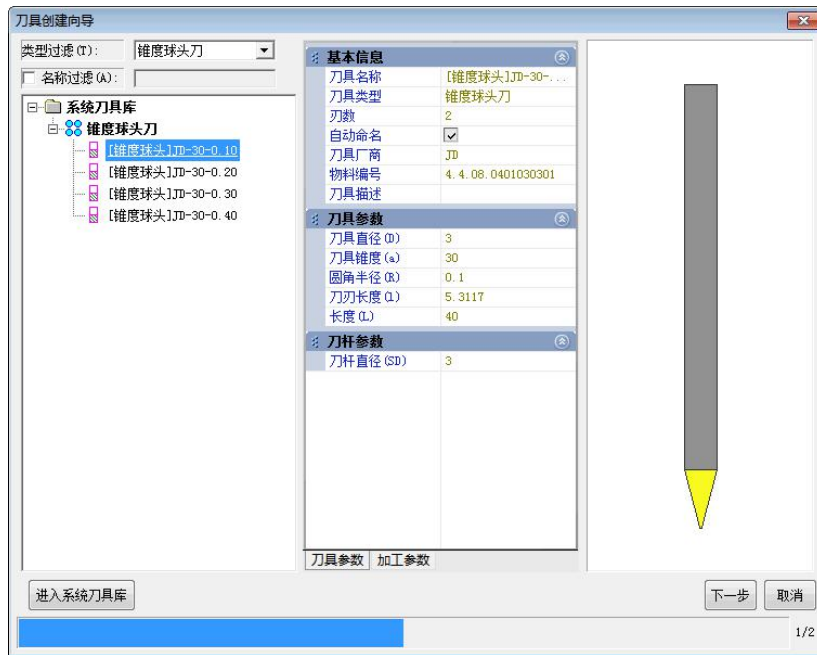 刀具创建向导
类型过滤(T): 锥度球头刀
名称过滤(A):
系统刀具库
锥度球头刀
[锥度球头]JD-30-0.10
[锥度球头]JD-30-0.20
[锥度球头]JD-30-0.30
[锥度球头]JD-30-0.40
基本信息
刀具名称 [锥度球头]JD-30-...
刀具类型 锥度球头刀
刃数 2
自动命名
刀具厂商 JD
物料编号 4.4.08.0401030301
刀具描述
刀具参数
刀具直径(D) 3
刀具锥度(a) 30
圆角半径(R) 0.1
刀刃长度(l) 5.3117
长度(L) 40
刀杆参数
刀杆直径(SD) 3
刀具参数 加工参数
进入系统刀具库 下一步 取消
1/2